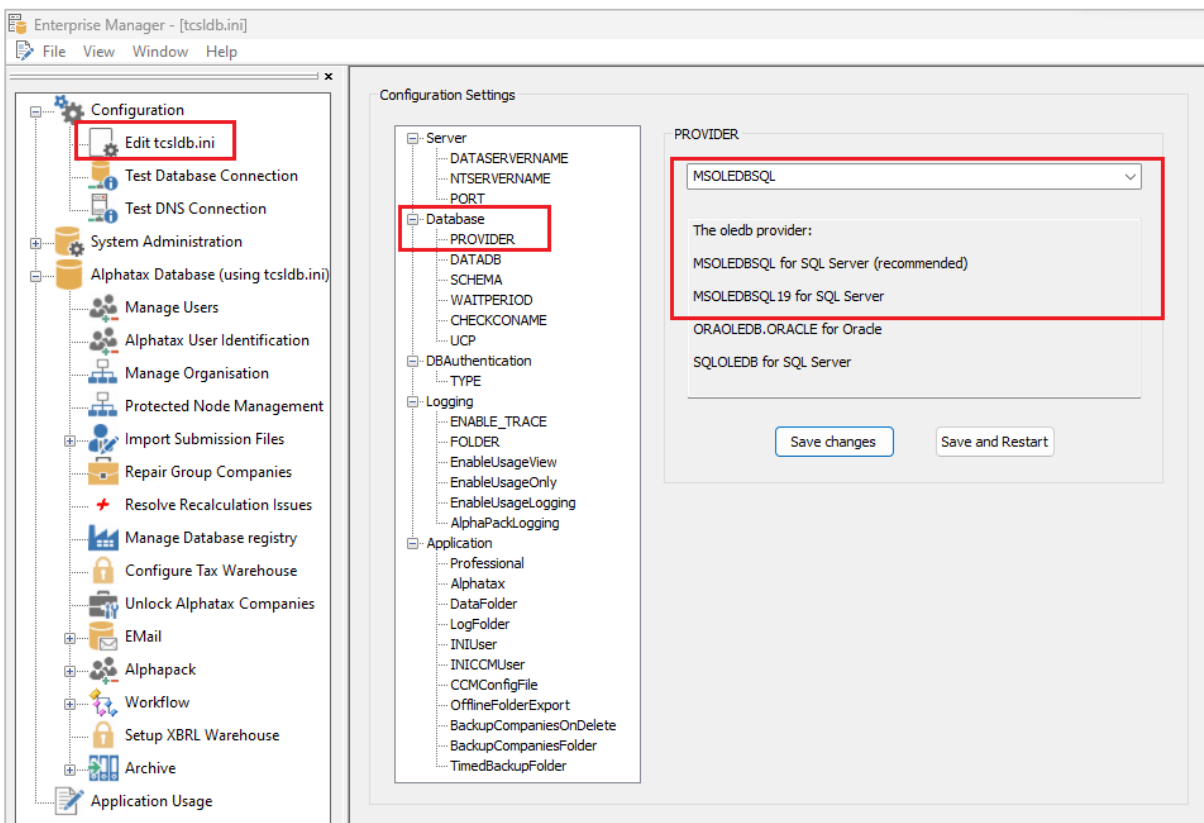 Enterprise Manager - [tcsldb.ini]
File View Window Help
x
Configuration
Edit tcsldb.ini
Test Database Connection
Test DNS Connection
System Administration
Alphatax Database (using tcsldb.ini)
Manage Users
Alphatax User Identification
Manage Organisation
Protected Node Management
Import Submission Files
Repair Group Companies
Resolve Recalculation Issues
Manage Database registry
Configure Tax Warehouse
Unlock Alphatax Companies
EMail
Alphapack
Workflow
Setup XBRL Warehouse
Archive
Application Usage
Configuration Settings
Server
DATASERVERNAME
NTSERVERNAME
PORT
Database
PROVIDER
DATADB
SCHEMA
WAITPERIOD
CHECKCONAME
UCP
DBAuthentication
TYPE
Logging
ENABLE_TRACE
FOLDER
EnableUsageView
EnableUsageOnly
EnableUsageLogging
AlphaPackLogging
Application
Professional
Alphatax
DataFolder
LogFolder
INIUser
INICCMUser
CCMConfigFile
OfflineFolderExport
BackupCompaniesOnDelete
BackupCompaniesFolder
TimedBackupFolder
PROVIDER
MSOLEDBSQL
The oledb provider:
MSOLEDBSQL for SQL Server (recommended)
MSOLEDBSQL19 for SQL Server
ORAOLEDB.ORACLE for Oracle
SQLOLEDB for SQL Server
Save changes
Save and Restart